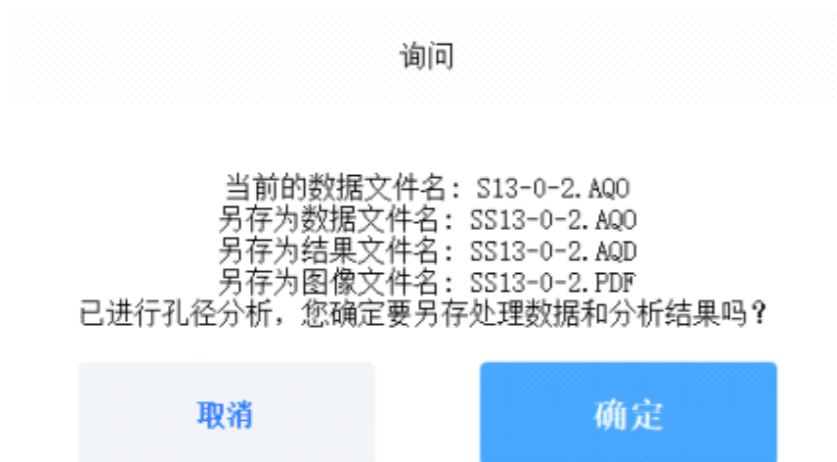 询问
当前的数据文件名: S13-0-2.AQO
另存为数据文件名: SS13-0-2.AQO
另存为结果文件名: SS13-0-2.AQD
另存为图像文件名: SS13-0-2.PDF
已进行孔径分析，您确定要另存处理数据和分析结果吗?
取消
确定